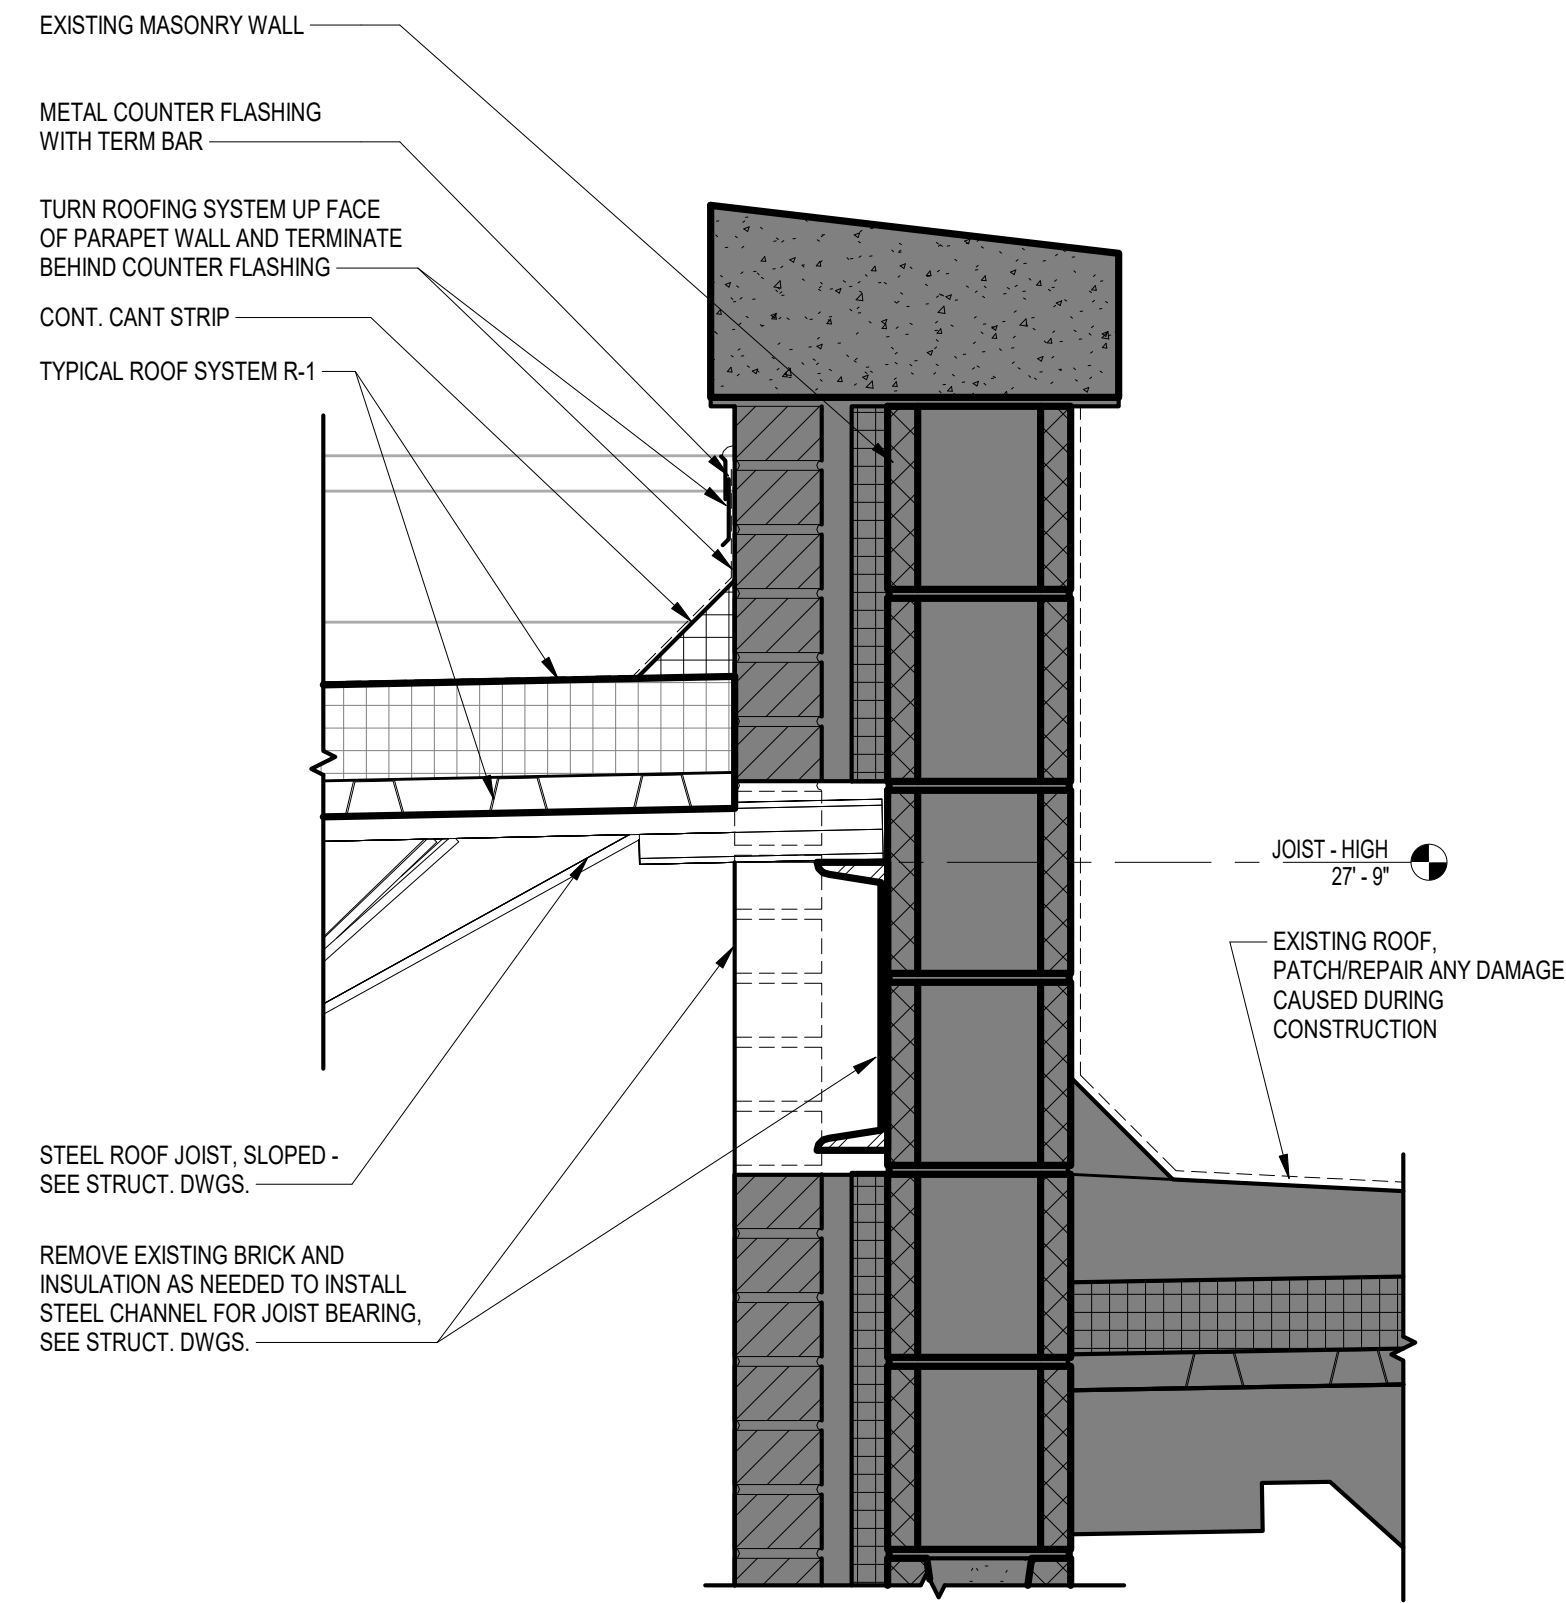 EXISTING MASONRY WALL
METAL COUNTER FLASHING
WITH TERM BAR
TURN ROOFING SYSTEM UP FACE
OF PARAPET WALL AND TERMINATE
BEHIND COUNTER FLASHING
CONT. CANT STRIP
TYPICAL ROOF SYSTEM R-1
JOIST - HIGH
27' - 9"
EXISTING ROOF,
PATCH/REPAIR ANY DAMAGE
CAUSED DURING
CONSTRUCTION
STEEL ROOF JOIST, SLOPED -
SEE STRUCT. DWGS.
REMOVE EXISTING BRICK AND
INSULATION AS NEEDED TO INSTALL
STEEL CHANNEL FOR JOIST BEARING,
SEE STRUCT. DWGS.